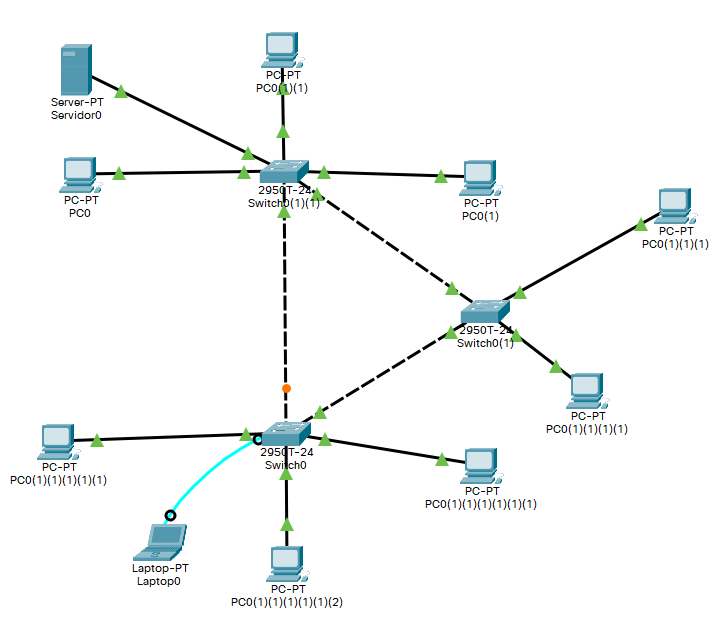 PC-PT
PC0(1)(1)
Server-PT
Servidor0
PC-PT
PC0
2950T-24
Switch0(1)(1)
PC-PT
PC0(1)
PC-PT
PC0(1)(1)(1)
2950T-24
Switch0(1)
PC-PT
PC0(1)(1)(1)(1)
2950T-24
Switch0
PC-PT
PC0(1)(1)(1)(1)(1)
PC-PT
PC0(1)(1)(1)(1)(1)(1)
Laptop-PT
Laptop0
PC-PT
PC0(1)(1)(1)(1)(1)(2)